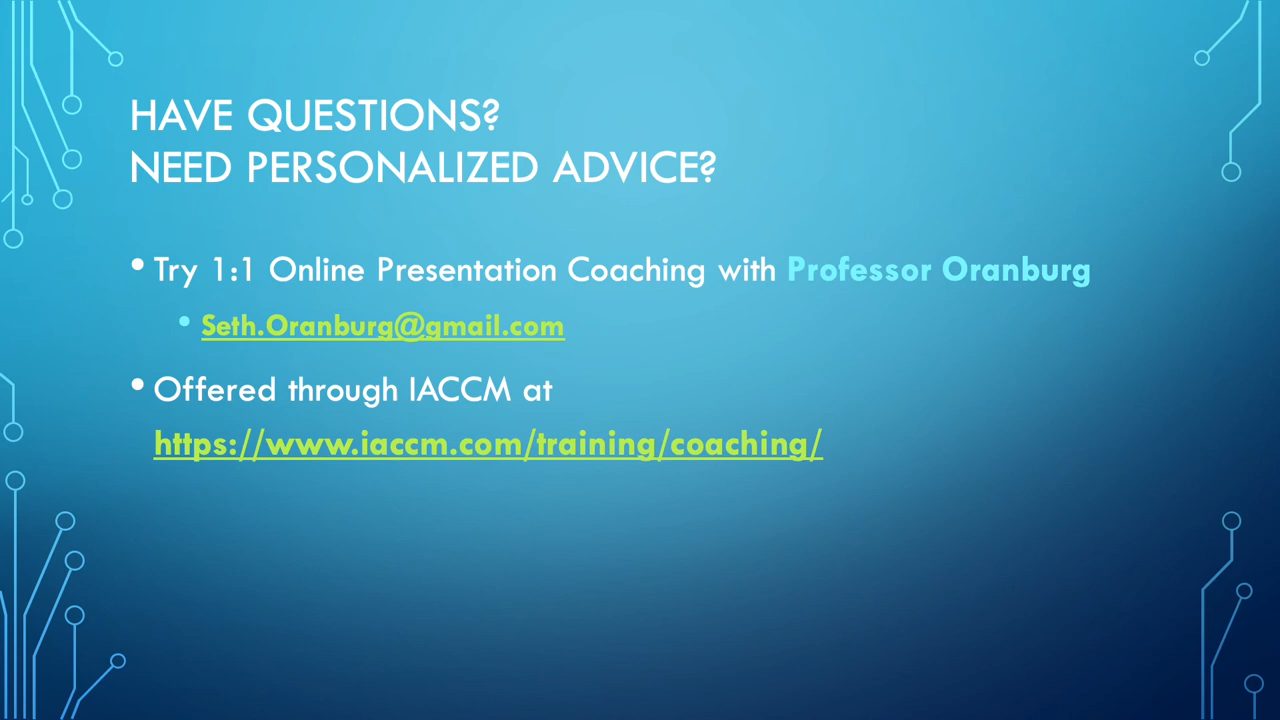 HAVE QUESTIONS?
NEED PERSONALIZED ADVICE?
• Try 1:1 Online Presentation Coaching with Professor Oranburg
• Seth.Oranburg@gmail.com
• Offered through IACCM at
https://www.iaccm.com/training/coaching/